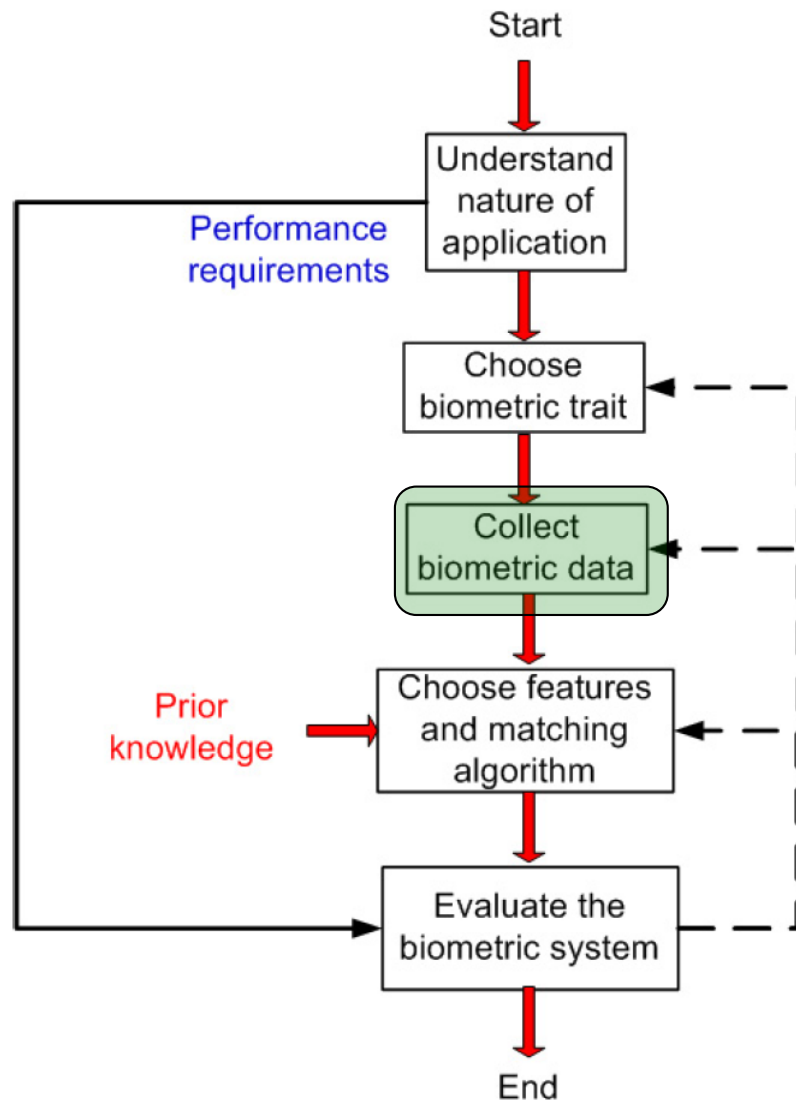 Start
Understand
nature of
application
Performance
requirements
Choose
biometric trait
Collect
biometric data
Choose features
and matching
algorithm
Prior
knowledge
Evaluate the
biometric system
End